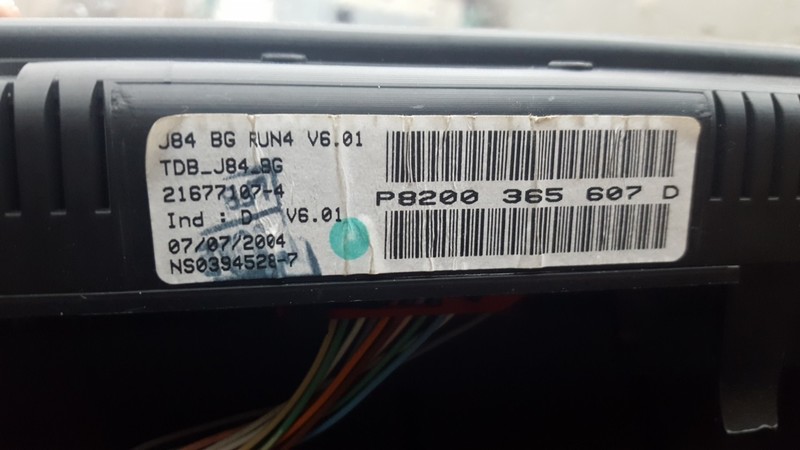 J84 BG RUN4 V6.01
TDB_J84_BG
21677107-4
Ind : D V6.01
07/07/2004
NS0394528-7
P8200 365 607 D